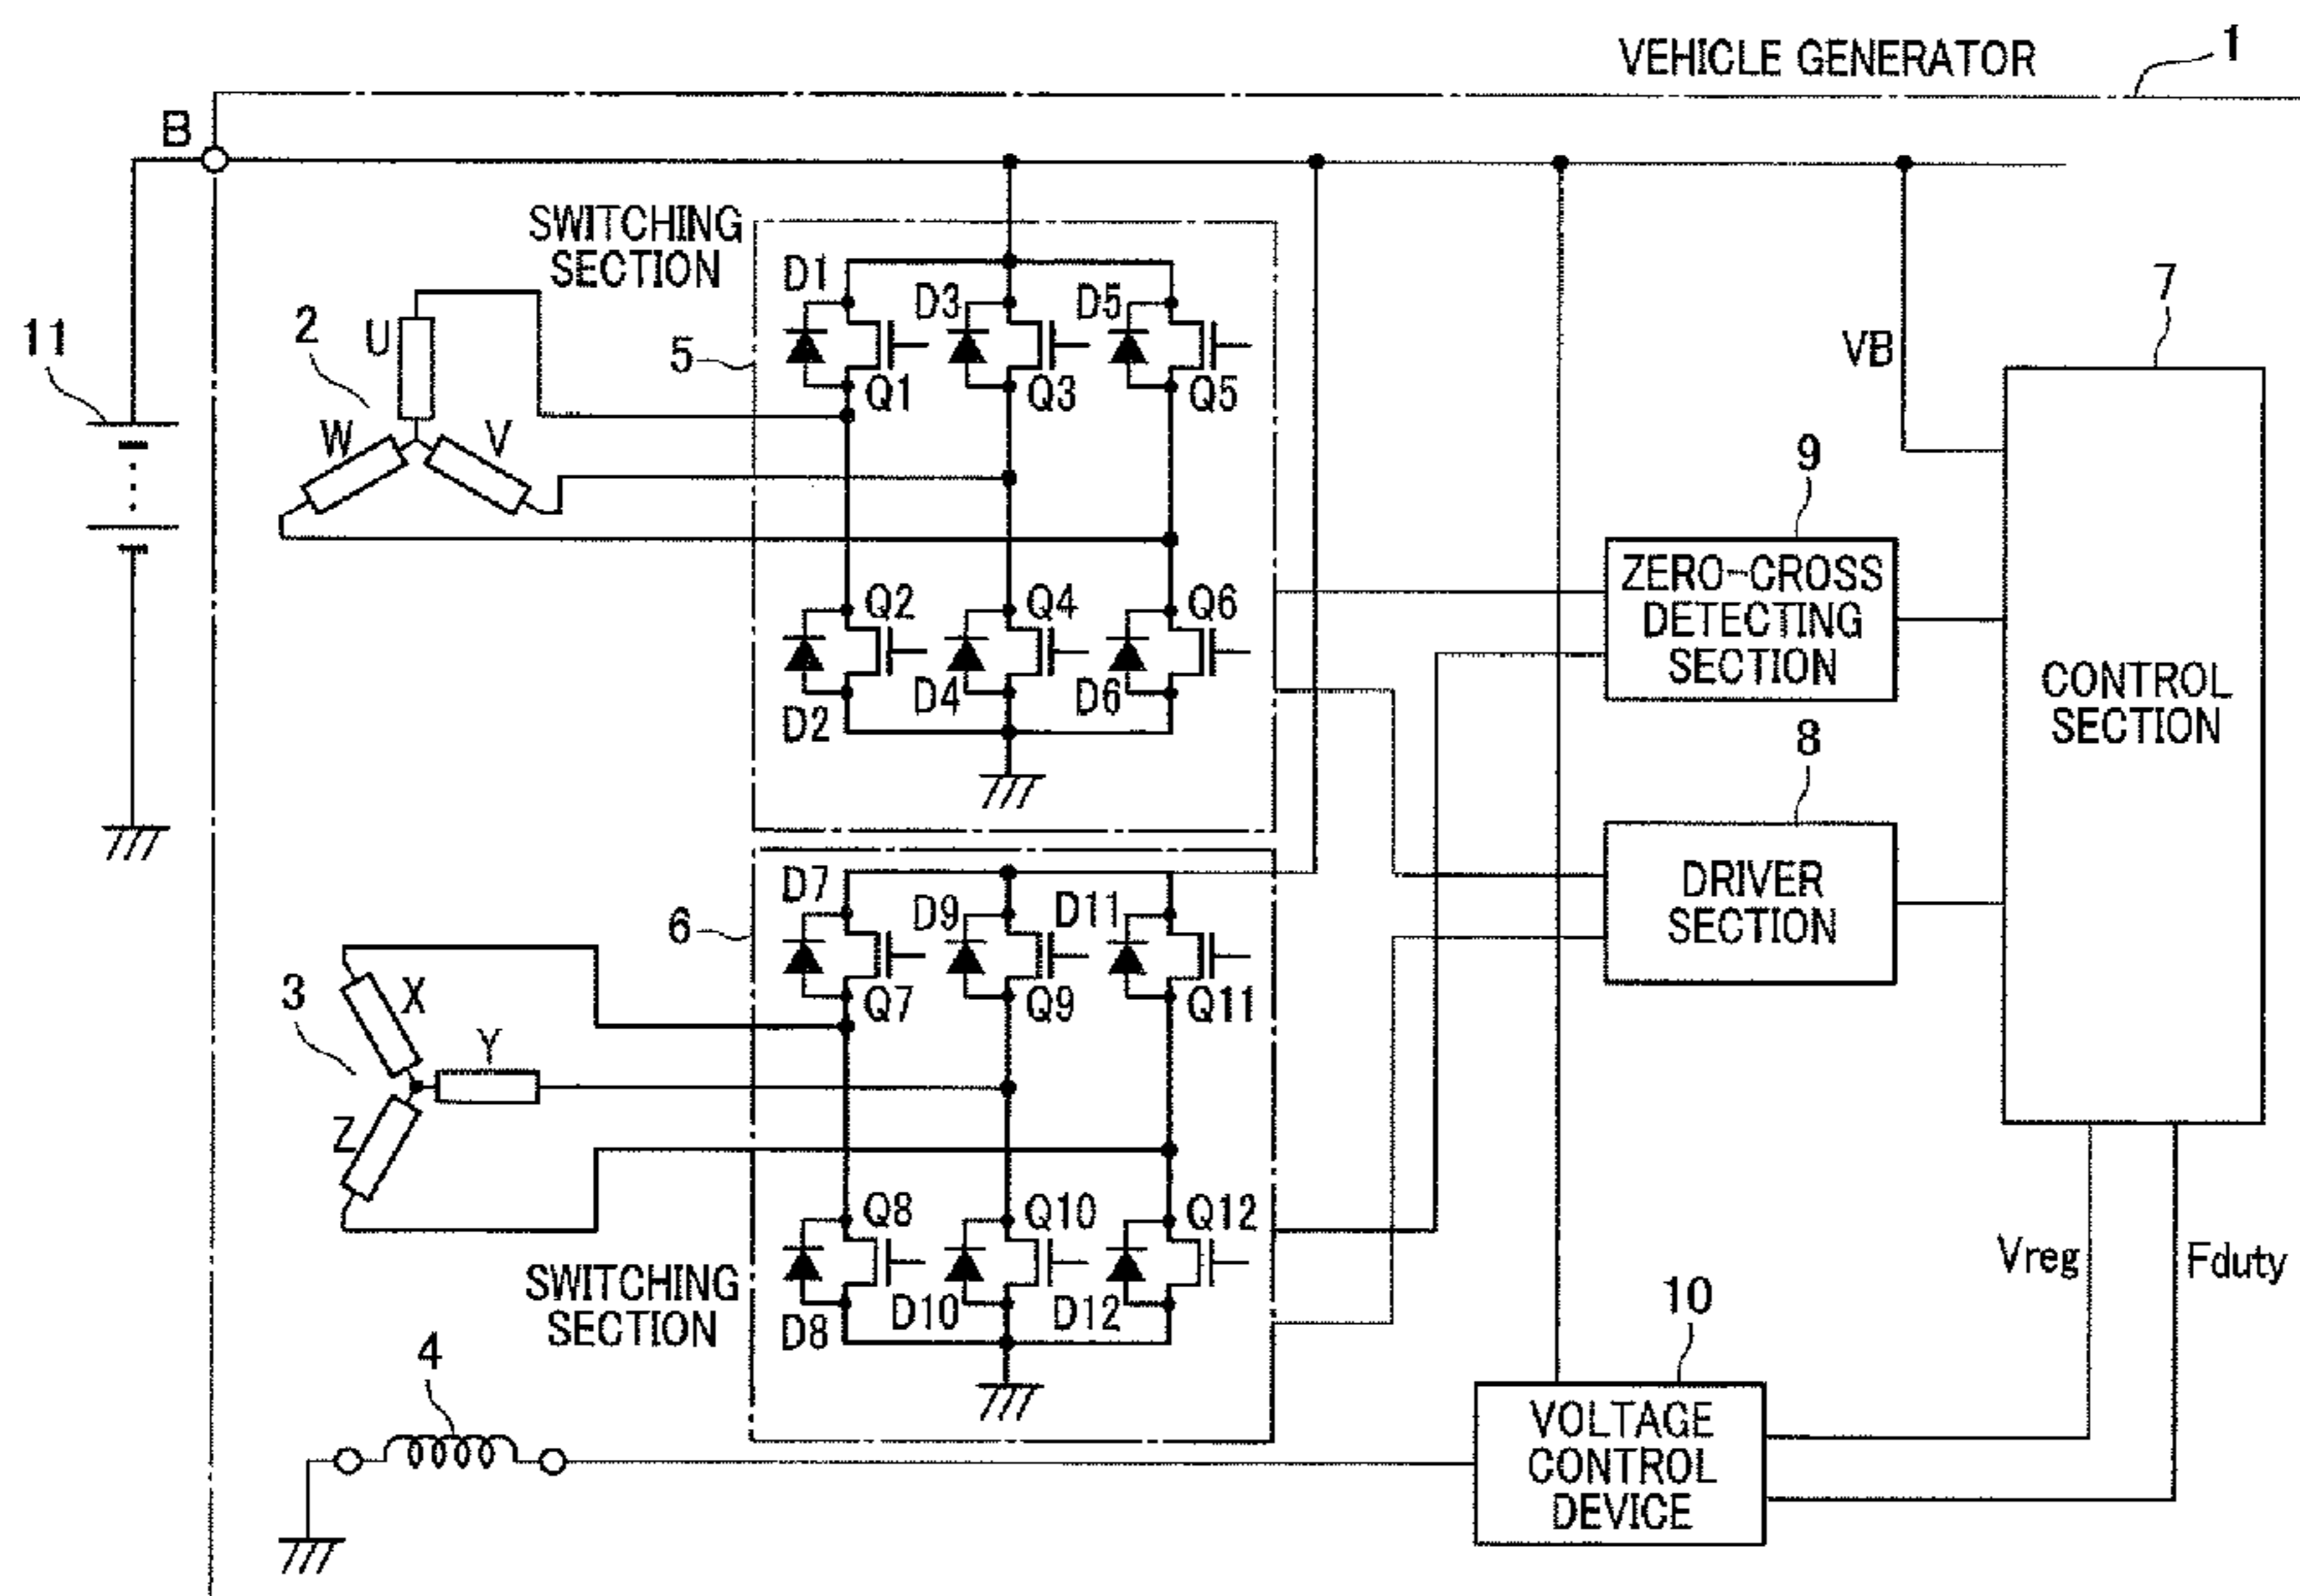 VEHICLE GENERATOR
1
B
SWITCHING
SECTION
D1
D3
D5
5
Q1
Q3
Q5
11
2
U
W
V
VB
7
9
ZERO-CROSS
DETECTING
SECTION
CONTROL
SECTION
Q2
Q4
Q6
D2
D4
D6
8
DRIVER
SECTION
D7
D9
D11
6
Q7
Q9
Q11
3
X
Y
Z
Q8
Q10
Q12
SWITCHING
SECTION
D8
D10
D12
Vreg
Fduty
10
4
VOLTAGE
CONTROL
DEVICE